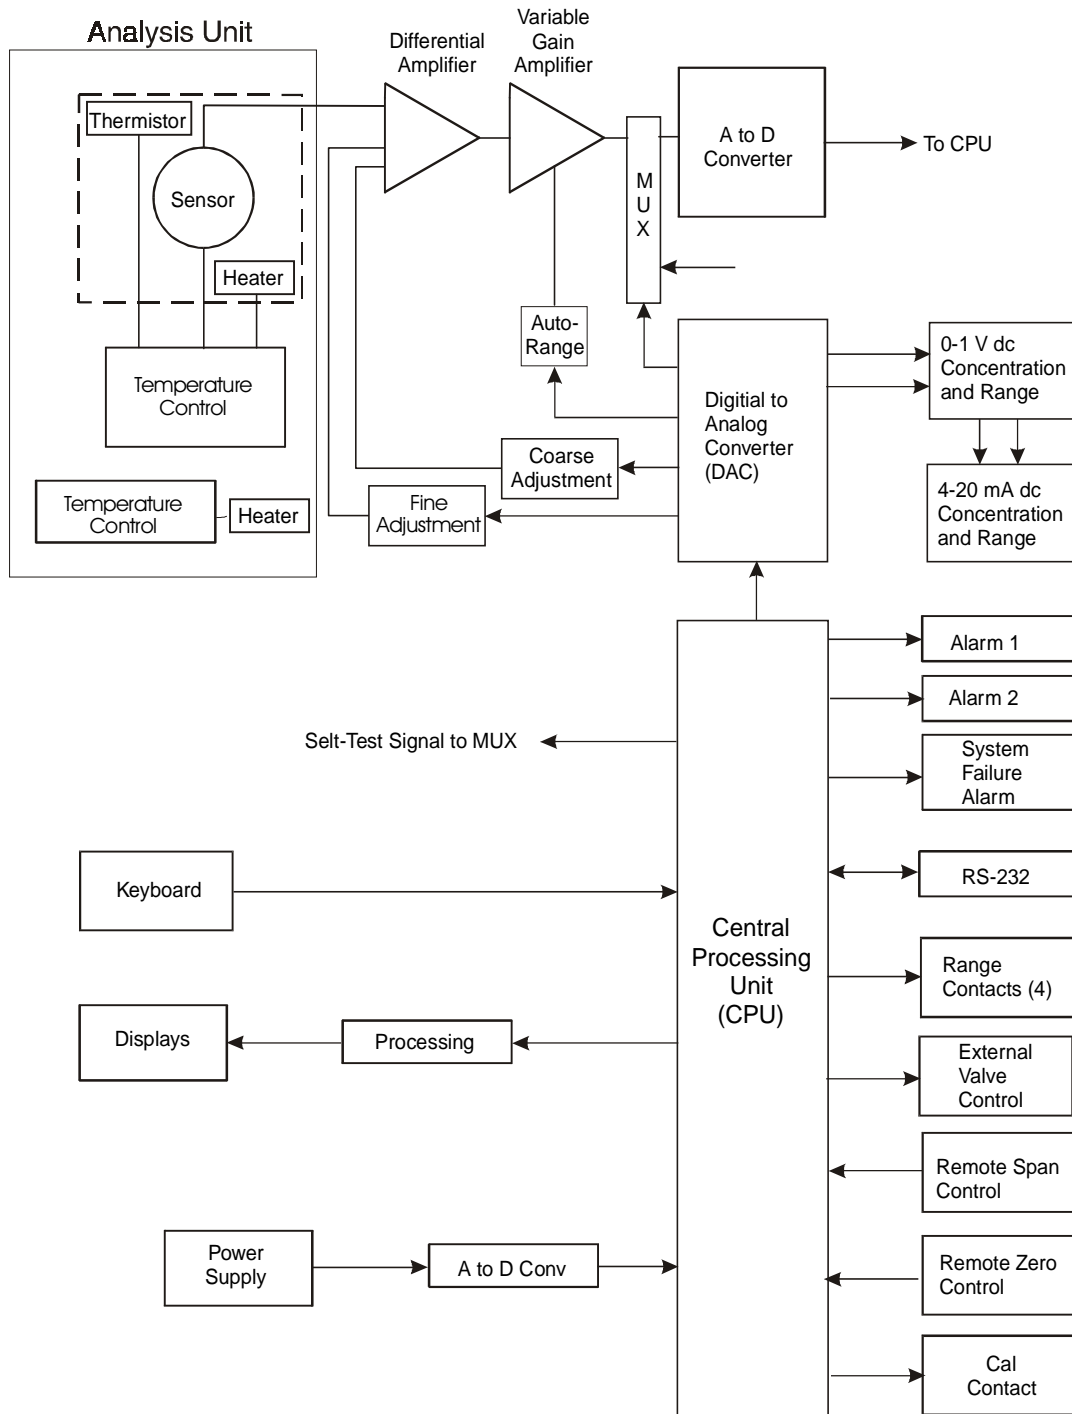 Analysis Unit
Differential
Amplifier
Variable
Gain
Amplifier
Thermistor
Sensor
Heater
Temperature
Control
Temperature
Control
Heater
M
U
X
A to D
Converter
To CPU
Auto-
Range
Coarse
Adjustment
Fine
Adjustment
Digitial to
Analog
Converter
(DAC)
0-1 V dc
Concentration
and Range
4-20 mA dc
Concentration
and Range
Selt-Test Signal to MUX
Keyboard
Displays
Processing
Power
Supply
A to D Conv
Central
Processing
Unit
(CPU)
Alarm 1
Alarm 2
System
Failure
Alarm
RS-232
Range
Contacts (4)
External
Valve
Control
Remote Span
Control
Remote Zero
Control
Cal
Contact